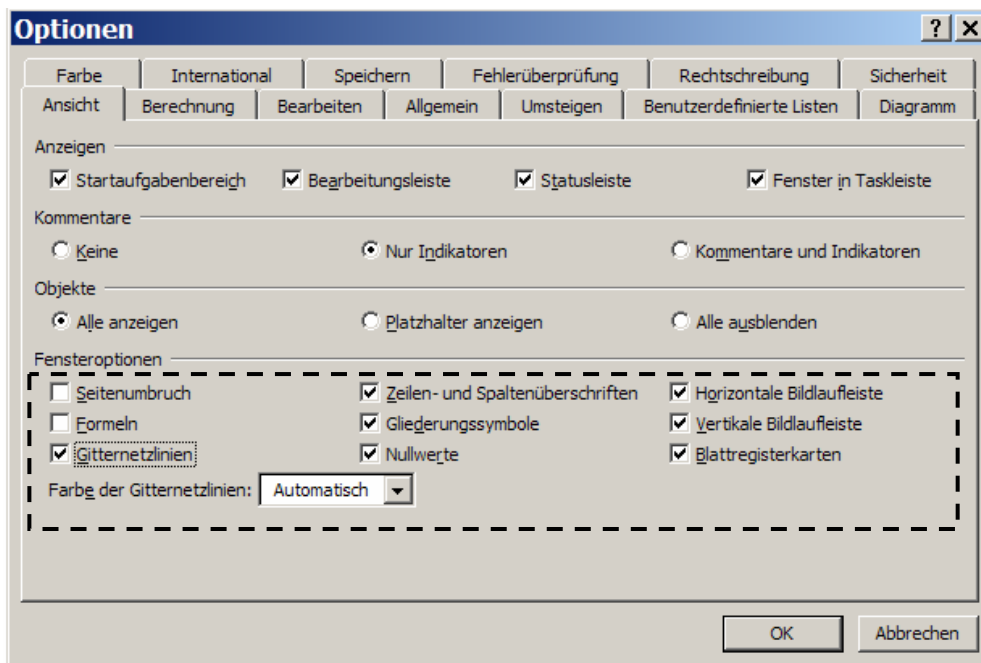 Optionen
Farbe International Speichern Fehlerüberprüfung Rechtschreibung Sicherheit
Ansicht Berechnung Bearbeiten Allgemein Umsteigen Benutzerdefinierte Listen Diagramm
Anzeigen
Startaufgabenbereich Bearbeitungsleiste Statusleiste Fenster in Taskleiste
Kommentare
Keine Nur Indikatoren Kommentare und Indikatoren
Objekte
Alle anzeigen Platzhalter anzeigen Alle ausblenden
Fensteroptionen
Seitenumbruch Zeilen- und Spaltenüberschriften Horizontale Bildlaufleiste
Formeln Gliederungssymbole Vertikale Bildlaufleiste
Gitternetzlinien Nullwerte Blattregisterkarten
Farbe der Gitternetzlinien: Automatisch
OK Abbrechen